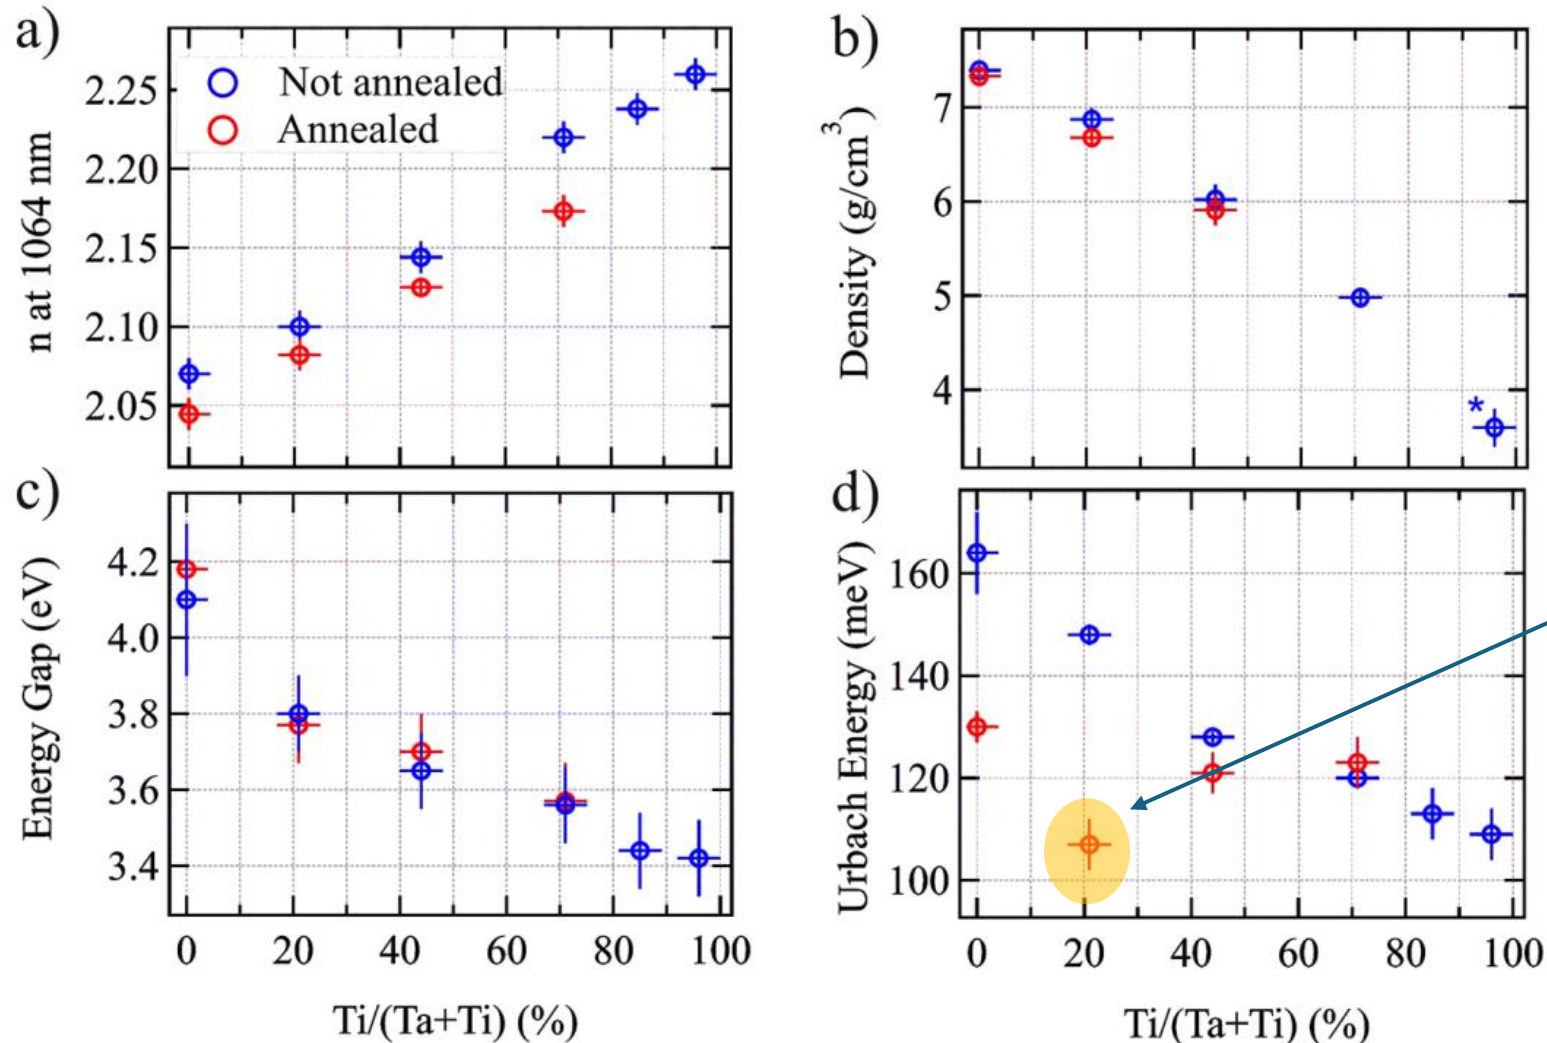 a)
n at 1064 nm
2.25
2.20
2.15
2.10
2.05
Not annealed
Annealed
b)
Density (g/cm³)
7
6
5
4
*
c)
Energy Gap (eV)
4.2
4.0
3.8
3.6
3.4
0 20 40 60 80 100
Ti/(Ta+Ti) (%)
d)
Urbach Energy (meV)
160
140
120
100
0 20 40 60 80 100
Ti/(Ta+Ti) (%)